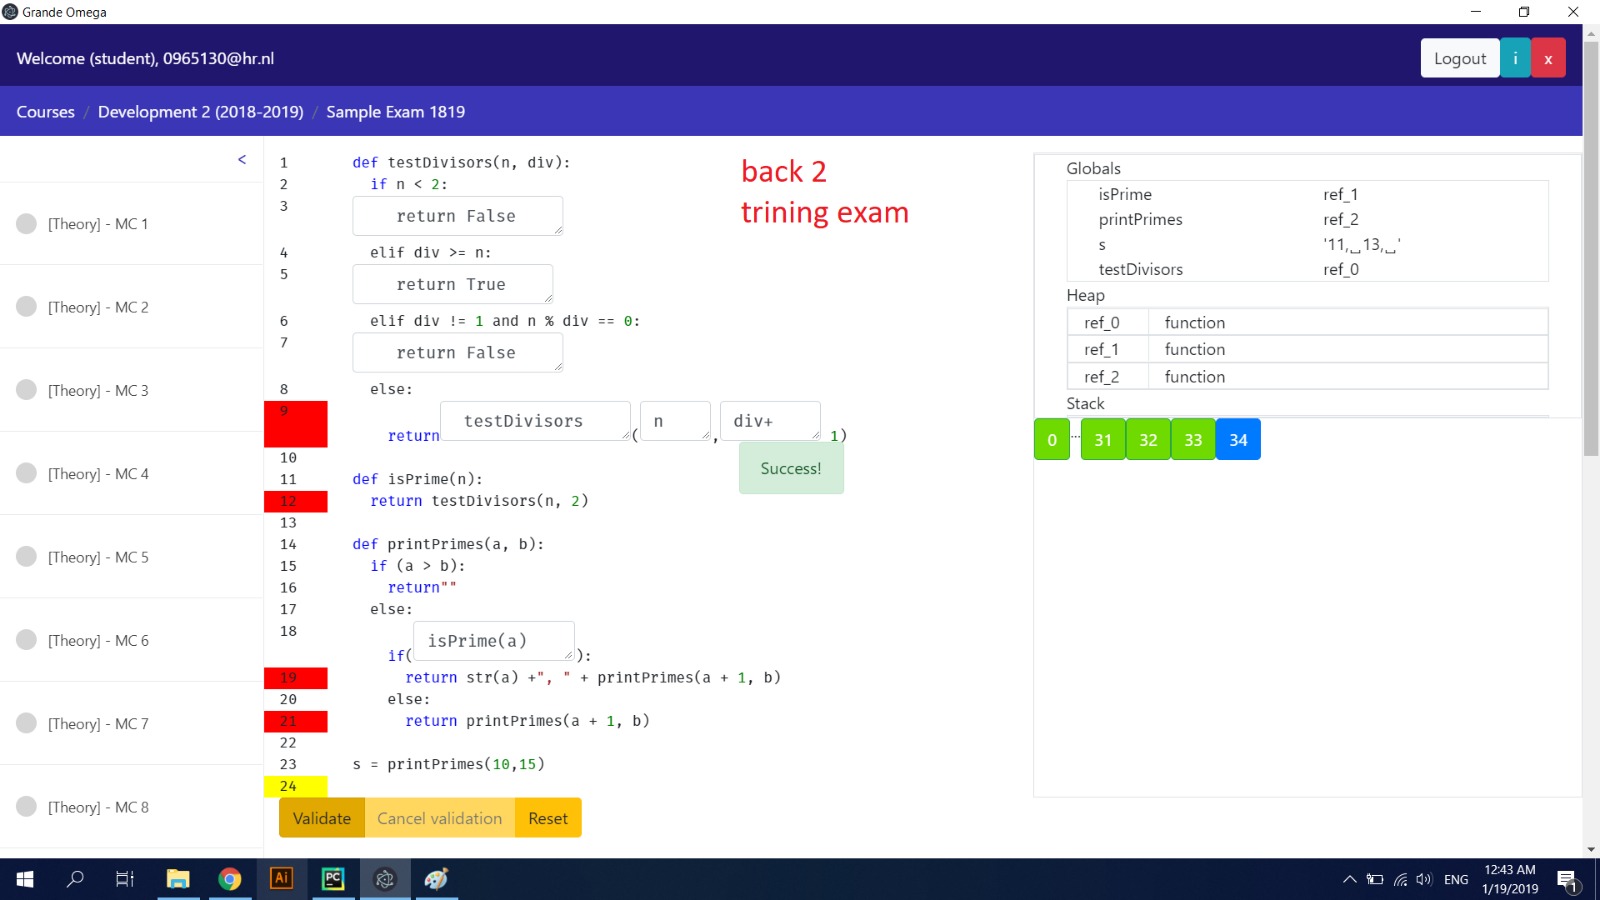 Grande Omega
Welcome (student), 0965130@hr.nl
Logout
i
x
Courses / Development 2 (2018-2019) / Sample Exam 1819
<
[Theory] - MC 1
[Theory] - MC 2
[Theory] - MC 3
[Theory] - MC 4
[Theory] - MC 5
[Theory] - MC 6
[Theory] - MC 7
[Theory] - MC 8
1 def testDivisors(n, div):
2 if n < 2:
3 return False
4 elif div >= n:
5 return True
6 elif div != 1 and n % div == 0:
7 return False
8 else:
9 return testDivisors ( n , div+ 1)
10
11 def isPrime(n):
12 return testDivisors(n, 2)
13
14 def printPrimes(a, b):
15 if (a > b):
16 return""
17 else:
18 if( isPrime(a) ):
19 return str(a) +", " + printPrimes(a + 1, b)
20 else:
21 return printPrimes(a + 1, b)
22
23 s = printPrimes(10,15)
24
Success!
back 2
trining exam
Validate
Cancel validation
Reset
Globals
isPrime ref_1
printPrimes ref_2
s '11,␣13,␣'
testDivisors ref_0
Heap
ref_0 function
ref_1 function
ref_2 function
Stack
0 ... 31 32 33 34
Ai
PC
ENG
12:43 AM
1/19/2019
1